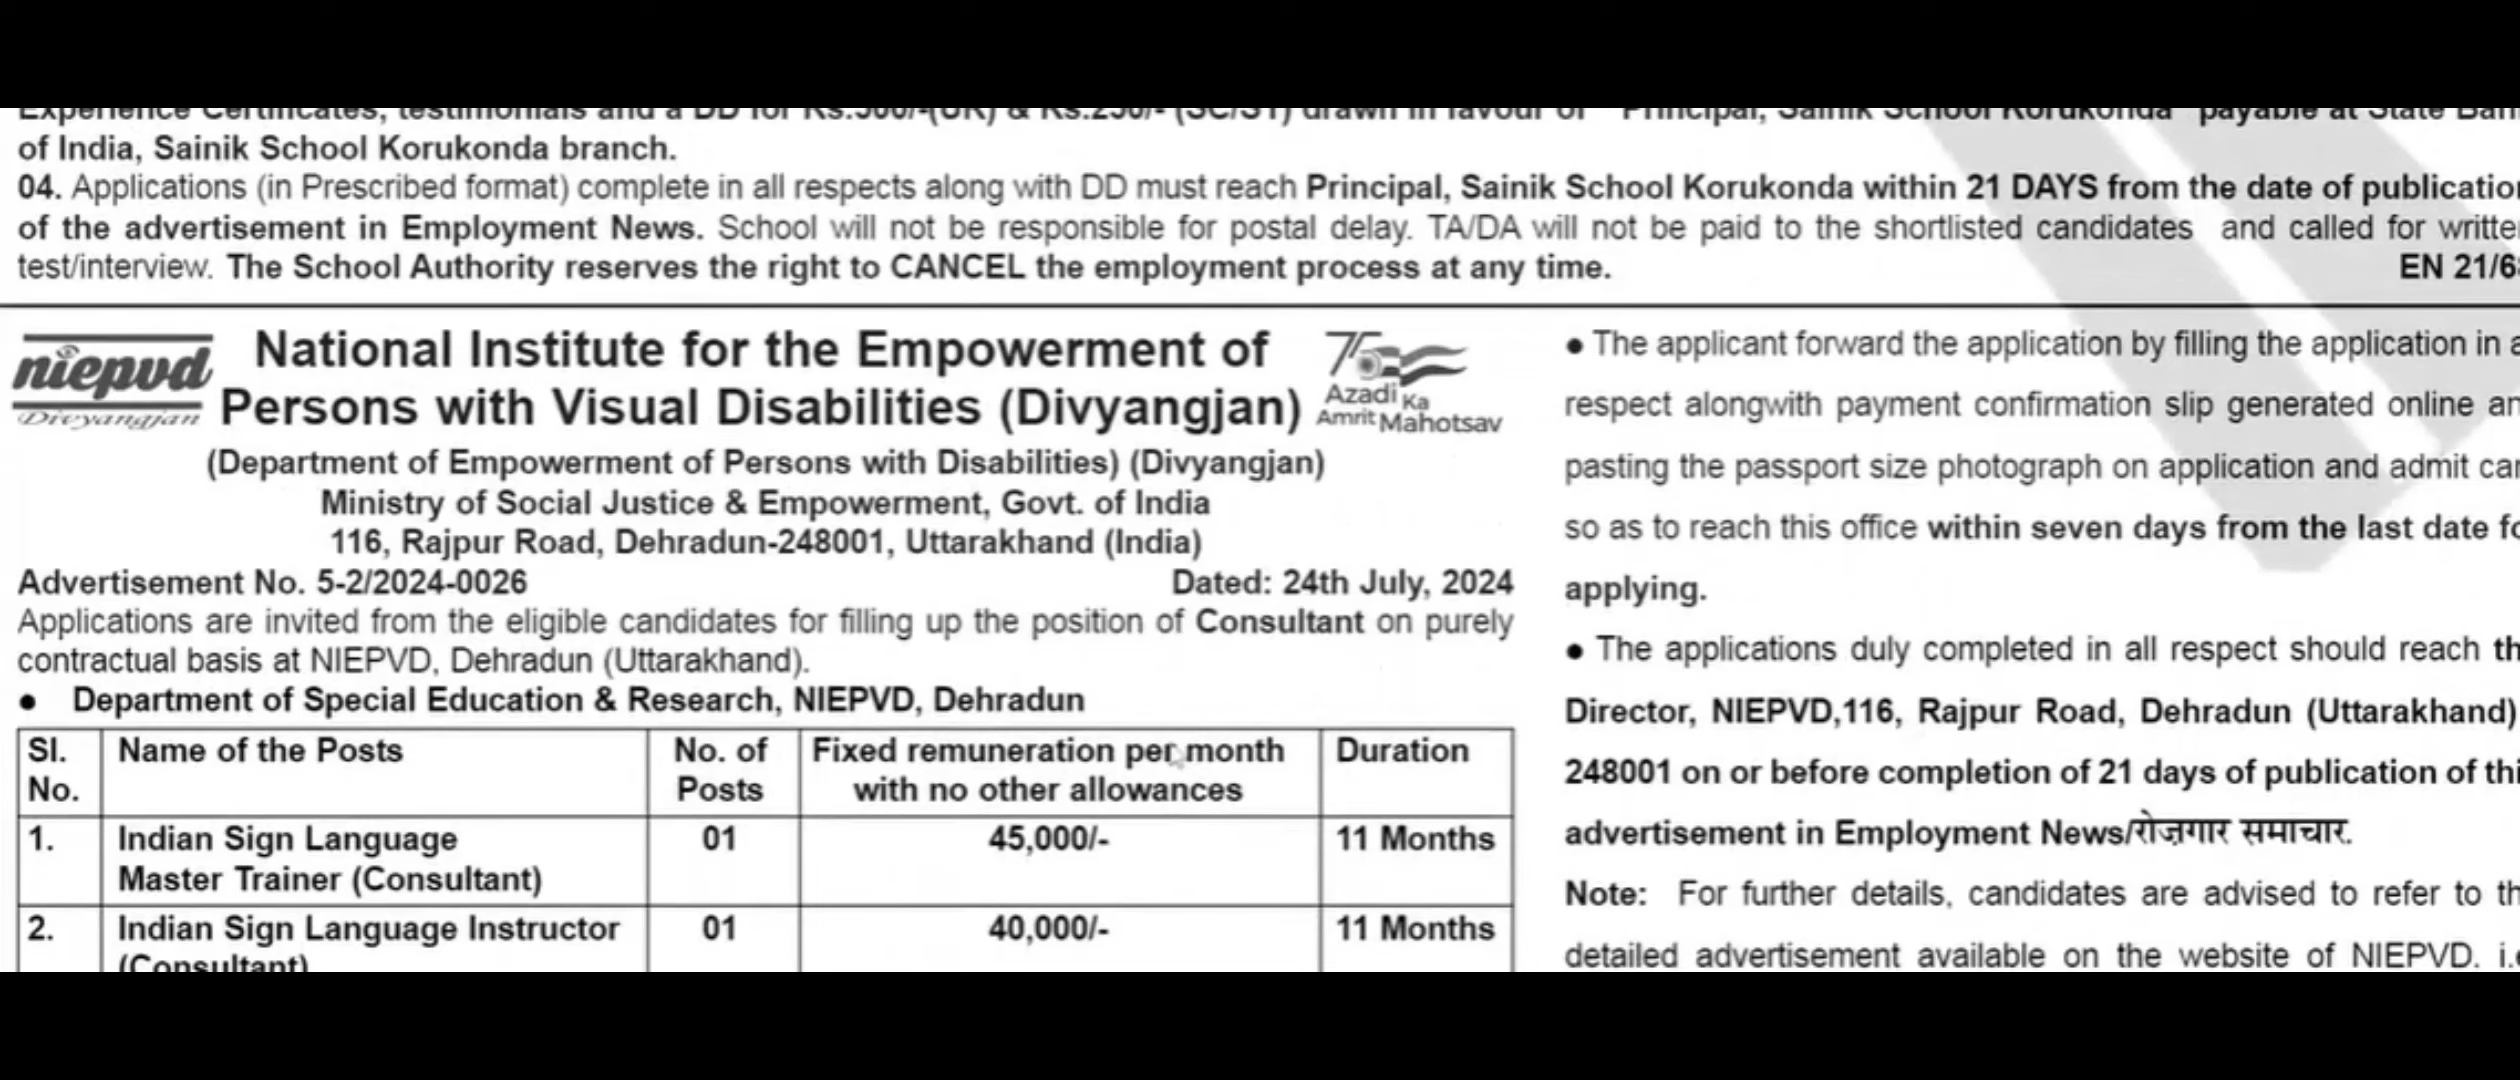 of India, Sainik School Korukonda branch.
04. Applications (in Prescribed format) complete in all respects along with DD must reach Principal, Sainik School Korukonda within 21 DAYS from the date of
of the advertisement in Employment News. School will not be responsible for postal delay. TA/DA will not be paid to the shortlisted candidates and called for
test/interview. The School Authority reserves the right to CANCEL the employment process at any time.
EN
niepvd
Divyangjan
National Institute for the Empowerment of
Persons with Visual Disabilities (Divyangjan)
75
Azadi Ka
Amrit Mahotsav
(Department of Empowerment of Persons with Disabilities) (Divyangjan)
Ministry of Social Justice & Empowerment, Govt. of India
116, Rajpur Road, Dehradun-248001, Uttarakhand (India)
Advertisement No. 5-2/2024-0026 Dated: 24th July, 2024
Applications are invited from the eligible candidates for filling up the position of Consultant on purely
contractual basis at NIEPVD, Dehradun (Uttarakhand).
● Department of Special Education & Research, NIEPVD, Dehradun
Sl. Name of the Posts No. of Fixed remuneration per month Duration
No. Posts with no other allowances
1. Indian Sign Language 01 45,000/- 11 Months
Master Trainer (Consultant)
2. Indian Sign Language Instructor 01 40,000/- 11 Months
(Consultant)
● The applicant forward the application by filling the application in
respect alongwith payment confirmation slip generated online
pasting the passport size photograph on application and admit
so as to reach this office within seven days from the last date
applying.
● The applications duly completed in all respect should reach
Director, NIEPVD,116, Rajpur Road, Dehradun (Uttarakhand)
248001 on or before completion of 21 days of publication of
advertisement in Employment News/रोज़गार समाचार.
Note: For further details, candidates are advised to refer to
detailed advertisement available on the website of NIEPVD.